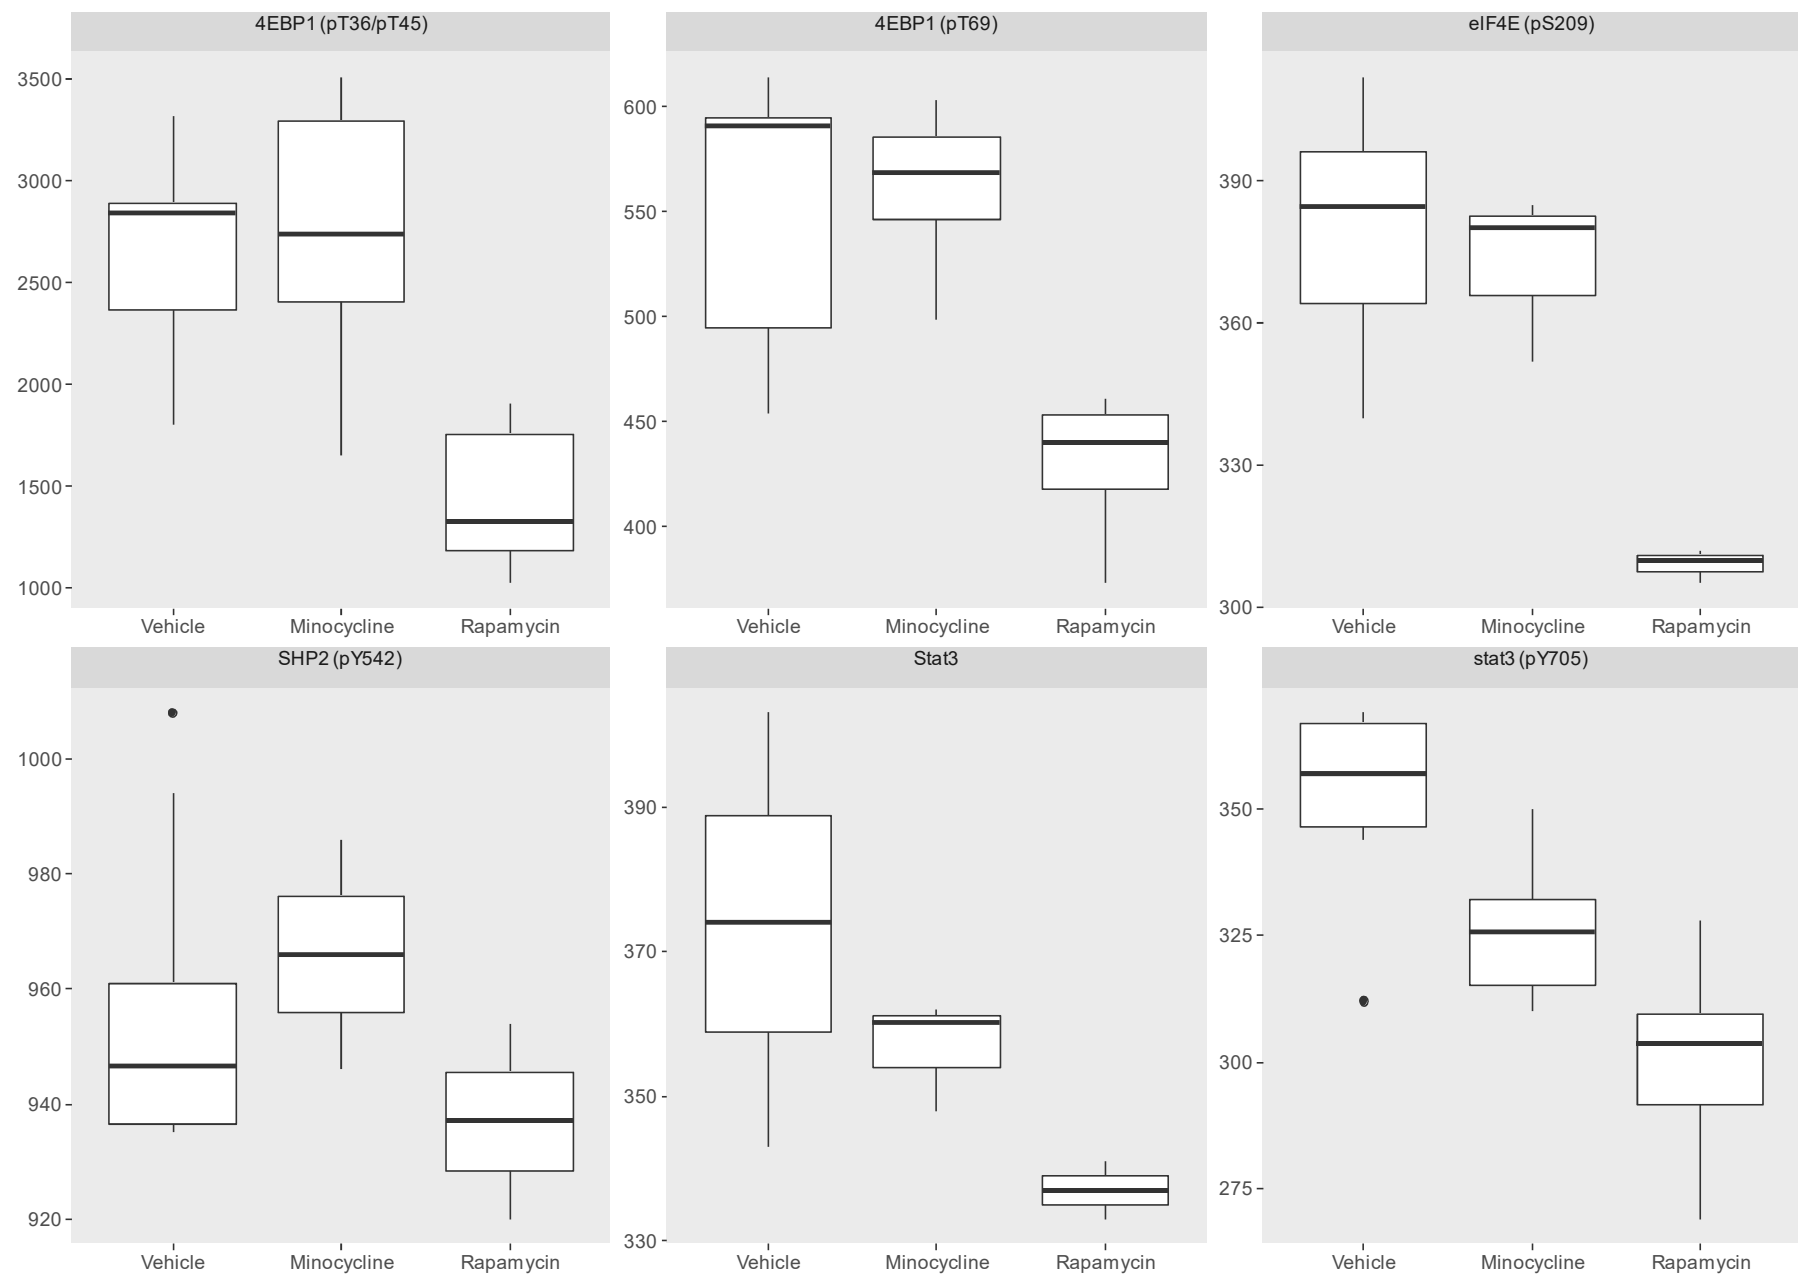 4EBP1 (pT36/pT45)
3500
3000
2500
2000
1500
1000
Vehicle Minocycline Rapamycin
4EBP1 (pT69)
600
550
500
450
400
Vehicle Minocycline Rapamycin
eIF4E (pS209)
390
360
330
300
Vehicle Minocycline Rapamycin
SHP2 (pY542)
1000
980
960
940
920
Vehicle Minocycline Rapamycin
Stat3
390
370
350
330
Vehicle Minocycline Rapamycin
stat3 (pY705)
350
325
300
275
Vehicle Minocycline Rapamycin